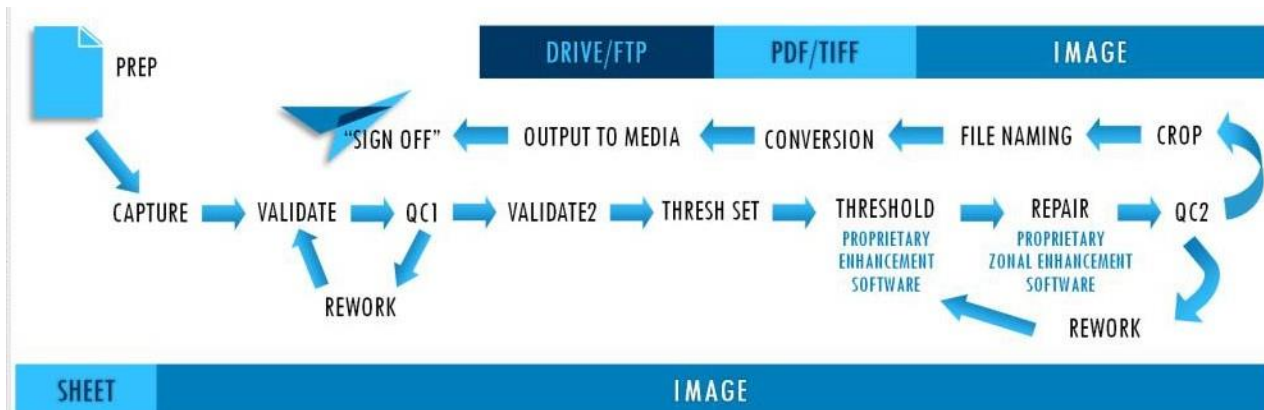 PREP
DRIVE/FTP
PDF/TIFF
IMAGE
"SIGN OFF"
OUTPUT TO MEDIA
CONVERSION
FILE NAMING
CROP
CAPTURE
VALIDATE
QC1
VALIDATE2
THRESH SET
THRESHOLD
PROPRIETARY
ENHANCEMENT
SOFTWARE
REPAIR
PROPRIETARY
ZONAL ENHANCEMENT
SOFTWARE
QC2
REWORK
REWORK
SHEET
IMAGE